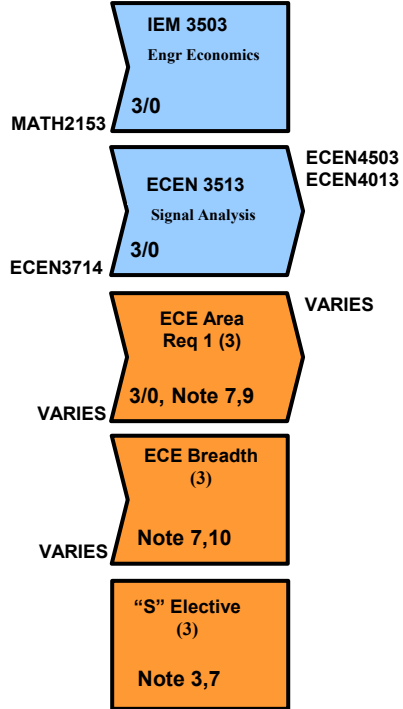 IEM 3503
Engr Economics
3/0
MATH2153
ECEN4503
ECEN4013
ECEN 3513
Signal Analysis
3/0
ECEN3714
VARIES
ECE Area
Req 1 (3)
3/0, Note 7,9
VARIES
ECE Breadth
(3)
Note 7,10
VARIES
“S” Elective
(3)
Note 3,7